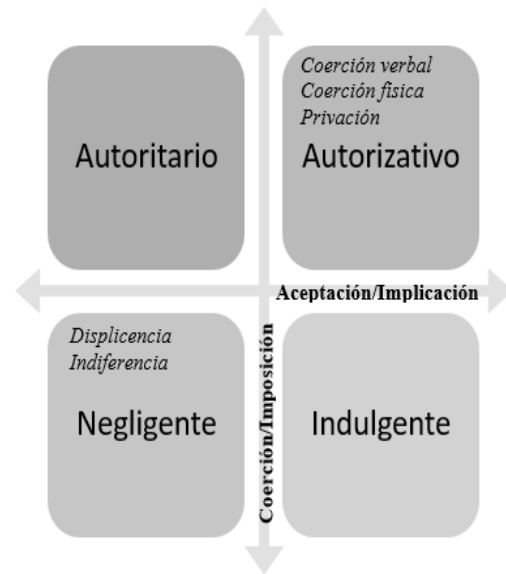 Autoritario
Coerción verbal
Coerción física
Privación
Autorizativo
Aceptación/Implicación
Coerción/Imposición
Displicencia
Indiferencia
Negligente
Indulgente